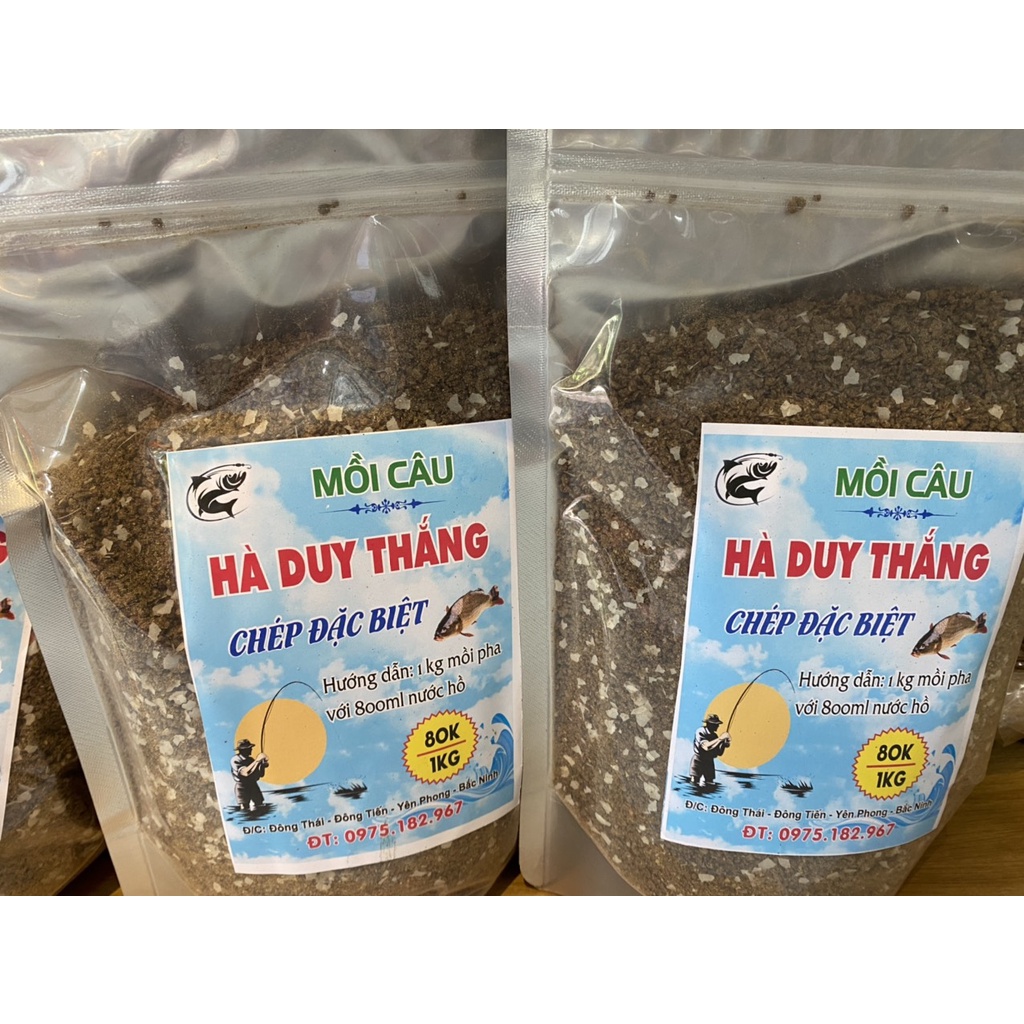 MỒI CÂU
HÀ DUY THẮNG
CHÉP ĐẶC BIỆT
Hướng dẫn: 1 kg mồi pha
với 800ml nước hồ
80K
1KG
Đ/C: Đông Thái - Đông Tiến - Yên Phong - Bắc Ninh
ĐT: 0975.182.967
MỒI CÂU
HÀ DUY THẮNG
CHÉP ĐẶC BIỆT
Hướng dẫn: 1 kg mồi pha
với 800ml nước hồ
80K
1KG
Đ/C: Đông Thái - Đông Tiến - Yên Phong - Bắc Ninh
ĐT: 0975.182.967